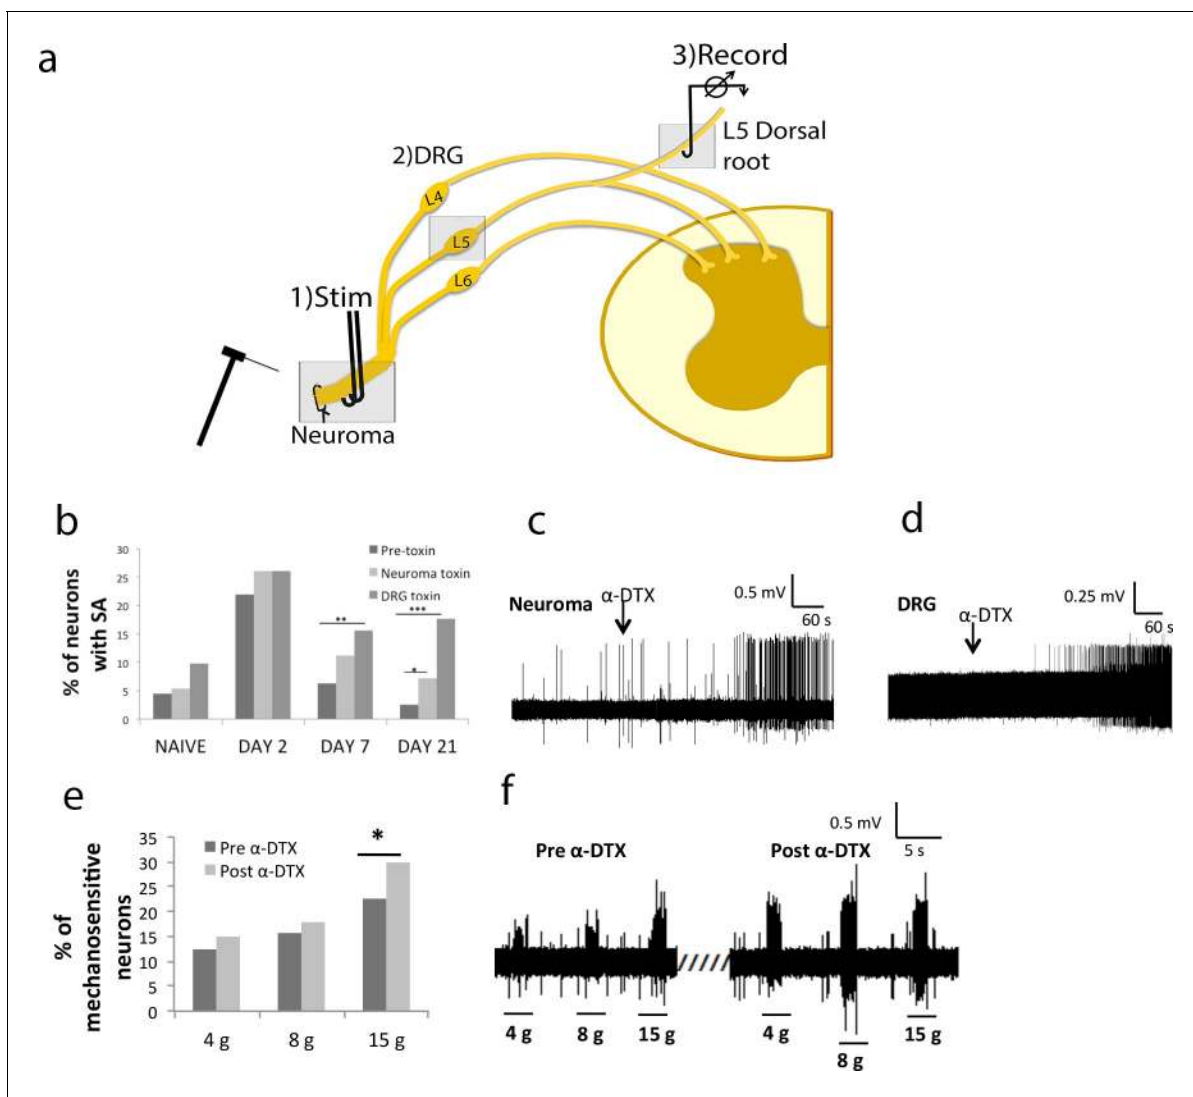 a
3)Record
L5 Dorsal
root
2)DRG
L4
L5
L6
1)Stim
Neuroma
b
% of neurons
with SA
30
25
20
15
10
5
0
Pre-toxin
Neuroma toxin
DRG toxin
**
***
*
NAIVE DAY 2 DAY 7 DAY 21
c
Neuroma
α-DTX
0.5 mV
60 s
d
DRG
α-DTX
0.25 mV
60 s
e
% of
mechanosensitive
neurons
35
30
25
20
15
10
5
0
Pre α-DTX
Post α-DTX
*
4 g 8 g 15 g
f
0.5 mV
5 s
Pre α-DTX Post α-DTX
4 g 8 g 15 g 4 g 8 g 15 g